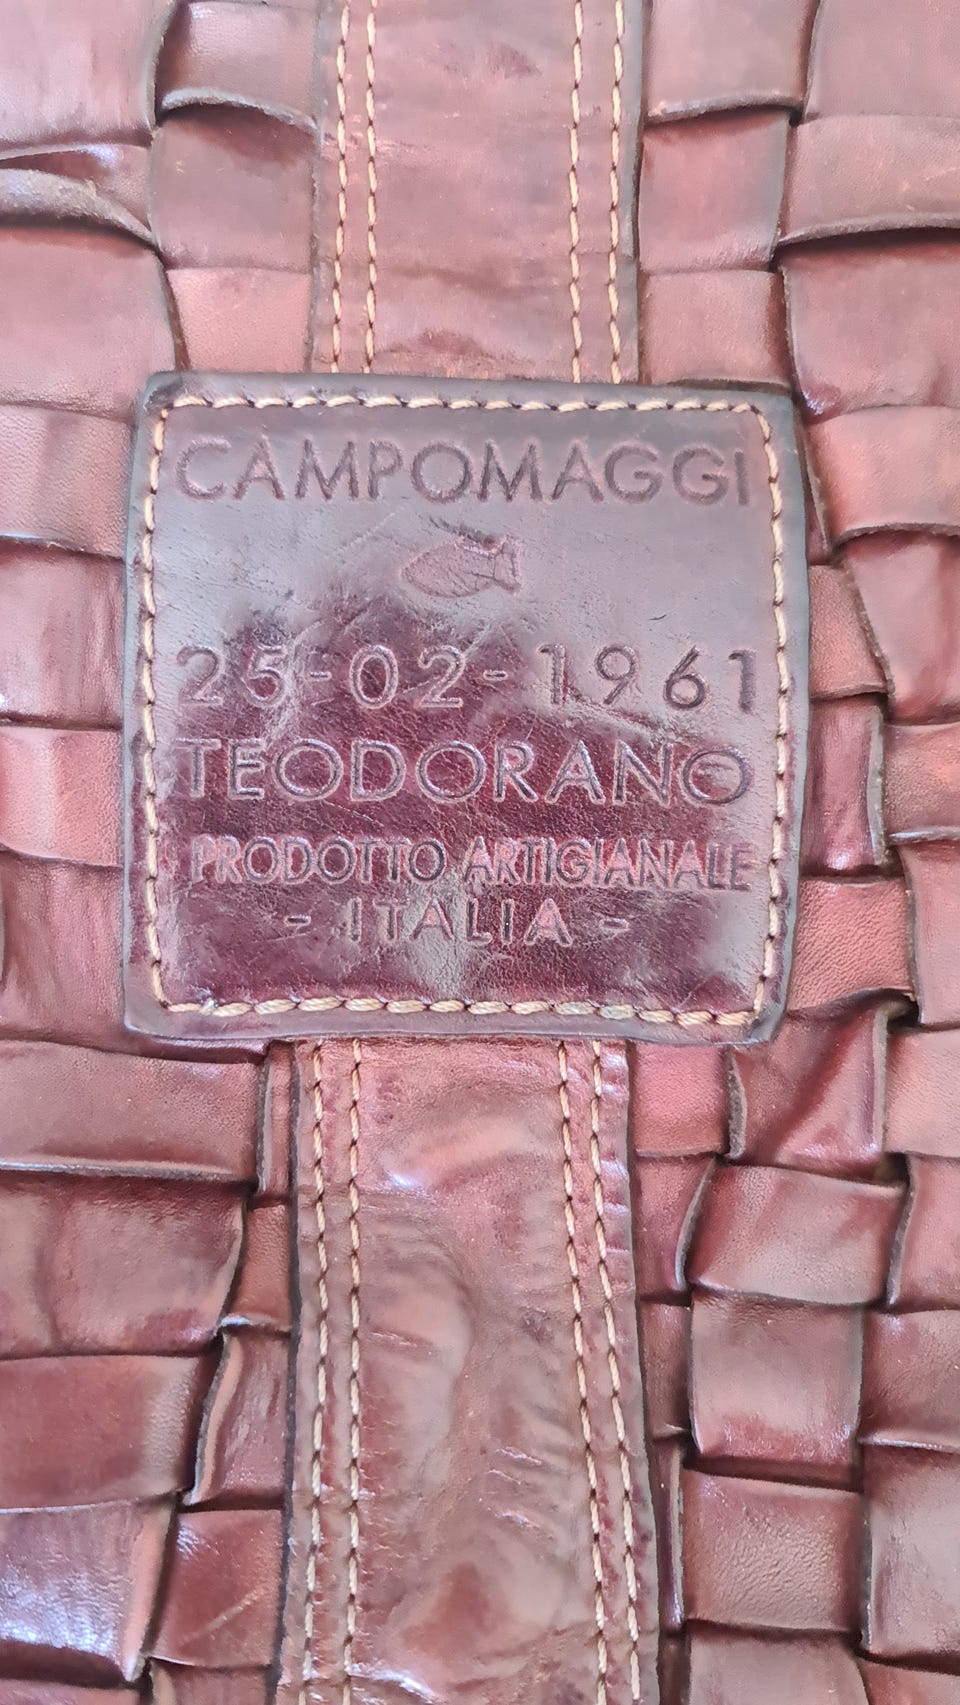 CAMPOMAGGI
25-02-1961
TEODORANO
PRODOTTO ARTIGIANALE
- ITALIA -